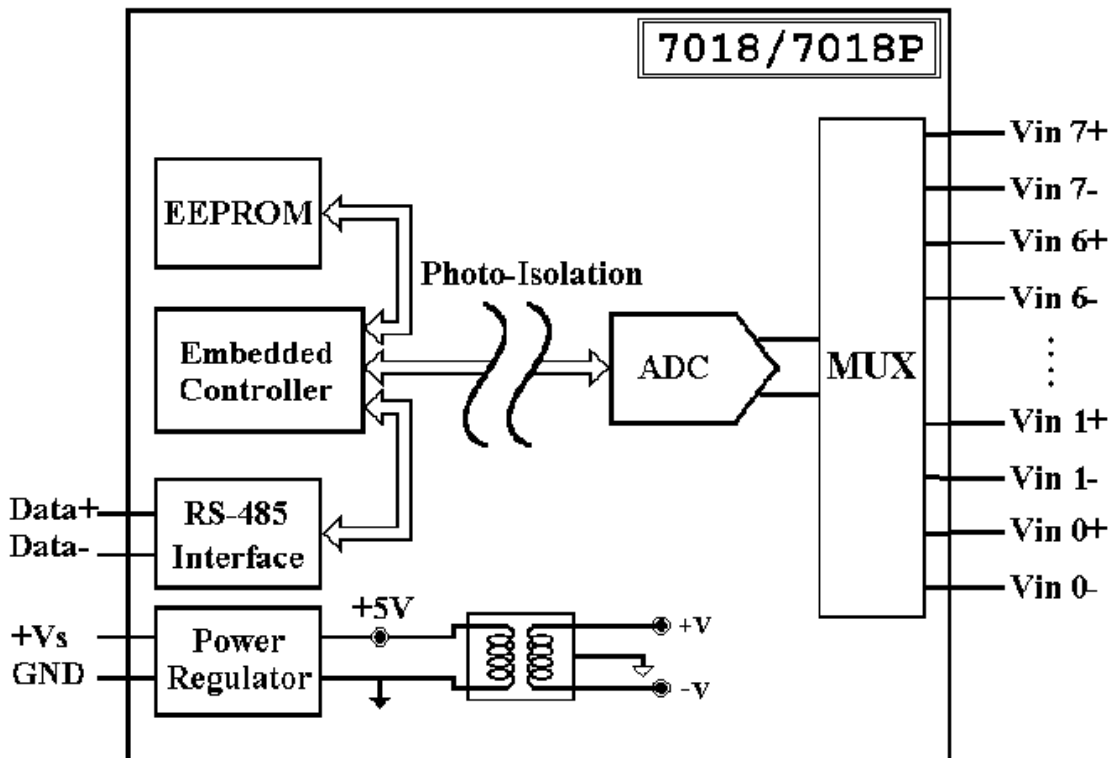 7018/7018P
EEPROM
Photo-Isolation
Embedded
Controller
ADC
MUX
Vin 7+
Vin 7-
Vin 6+
Vin 6-
Vin 1+
Vin 1-
Vin 0+
Vin 0-
Data+
Data-
RS-485
Interface
+Vs
GND
Power
Regulator
+5V
+V
-V